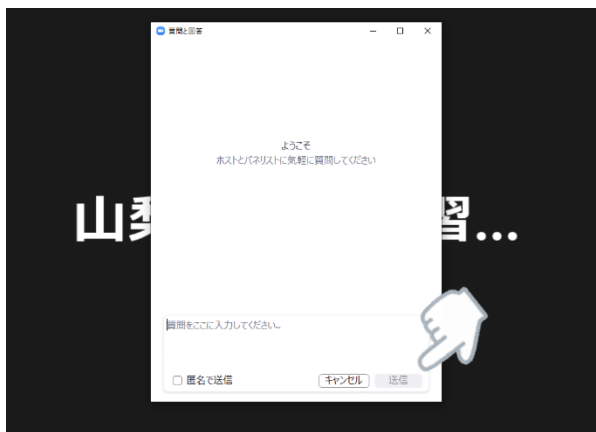 質問と回答
ようこそ
ホストとパネリストに気軽に質問してください
山梨
習...
質問をここに入力してください。
匿名で送信
キャンセル
送信